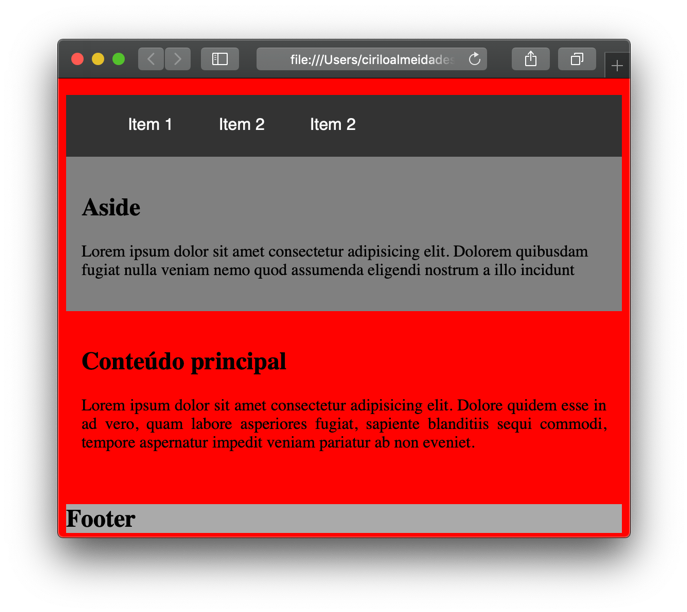 file:///Users/ciriloalmeidades
Item 1 Item 2 Item 2
Aside
Lorem ipsum dolor sit amet consectetur adipisicing elit. Dolorem quibusdam
fugiat nulla veniam nemo quod assumenda eligendi nostrum a illo incidunt
Conteúdo principal
Lorem ipsum dolor sit amet consectetur adipisicing elit. Dolore quidem esse in
ad vero, quam labore asperiores fugiat, sapiente blanditiis sequi commodi,
tempore aspernatur impedit veniam pariatur ab non eveniet.
Footer